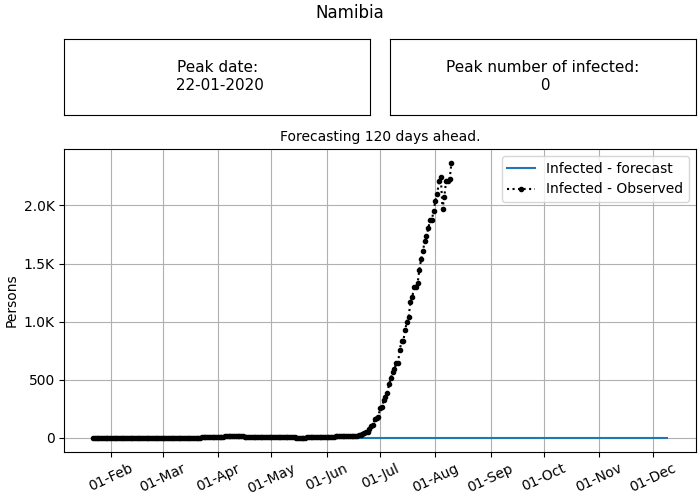 Namibia
Peak date:
22-01-2020
Peak number of infected:
0
Forecasting 120 days ahead.
Infected - forecast
Infected - Observed
Persons
2.0K
1.5K
1.0K
500
0
01-Feb
01-Mar
01-Apr
01-May
01-Jun
01-Jul
01-Aug
01-Sep
01-Oct
01-Nov
01-Dec